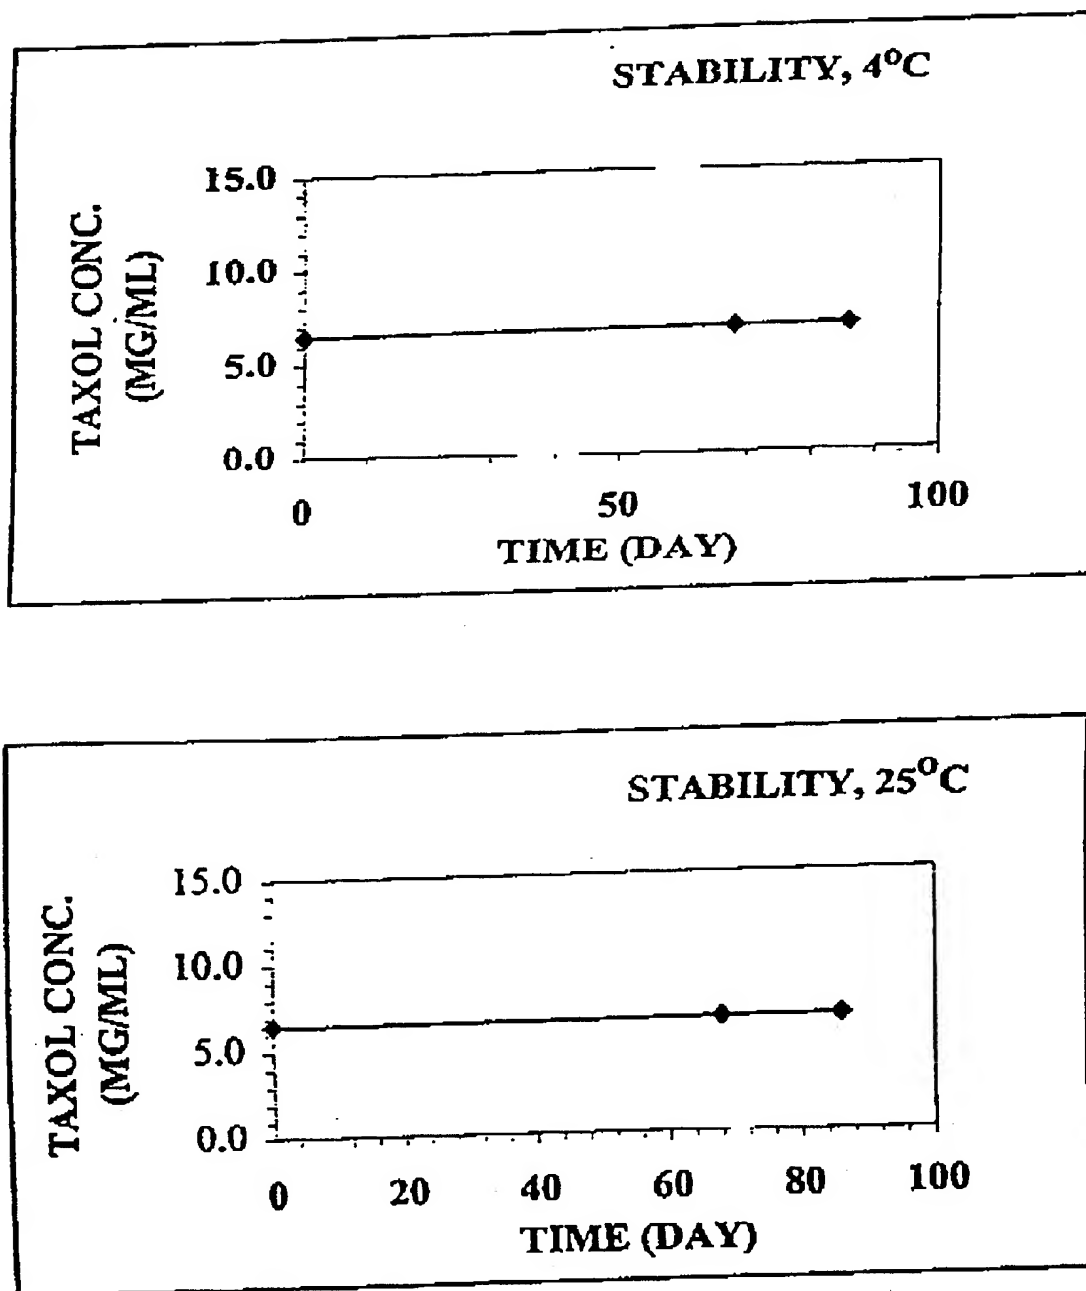 STABILITY, 4°C
TAXOL CONC.
(MG/ML)
15.0
10.0
5.0
0.0
0
50
100
TIME (DAY)
STABILITY, 25°C
TAXOL CONC.
(MG/ML)
15.0
10.0
5.0
0.0
0
20
40
60
80
100
TIME (DAY)